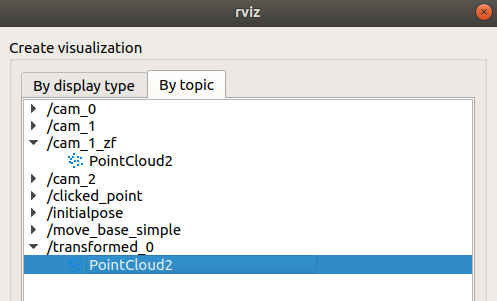 rviz
Create visualization
By display type By topic
/cam_0
/cam_1
/cam_1_zf
PointCloud2
/cam_2
/clicked_point
/initialpose
/move_base_simple
/transformed_0
PointCloud2